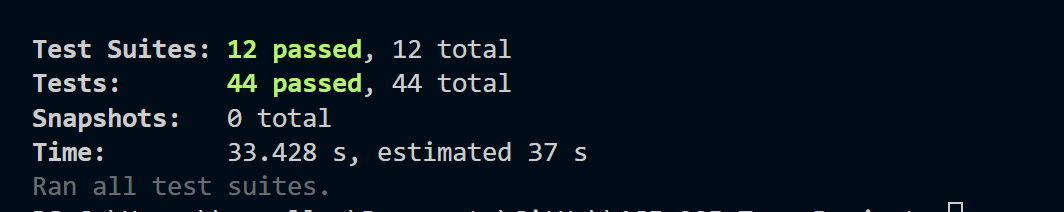 Test Suites: 12 passed, 12 total
Tests: 44 passed, 44 total
Snapshots: 0 total
Time: 33.428 s, estimated 37 s
Ran all test suites.